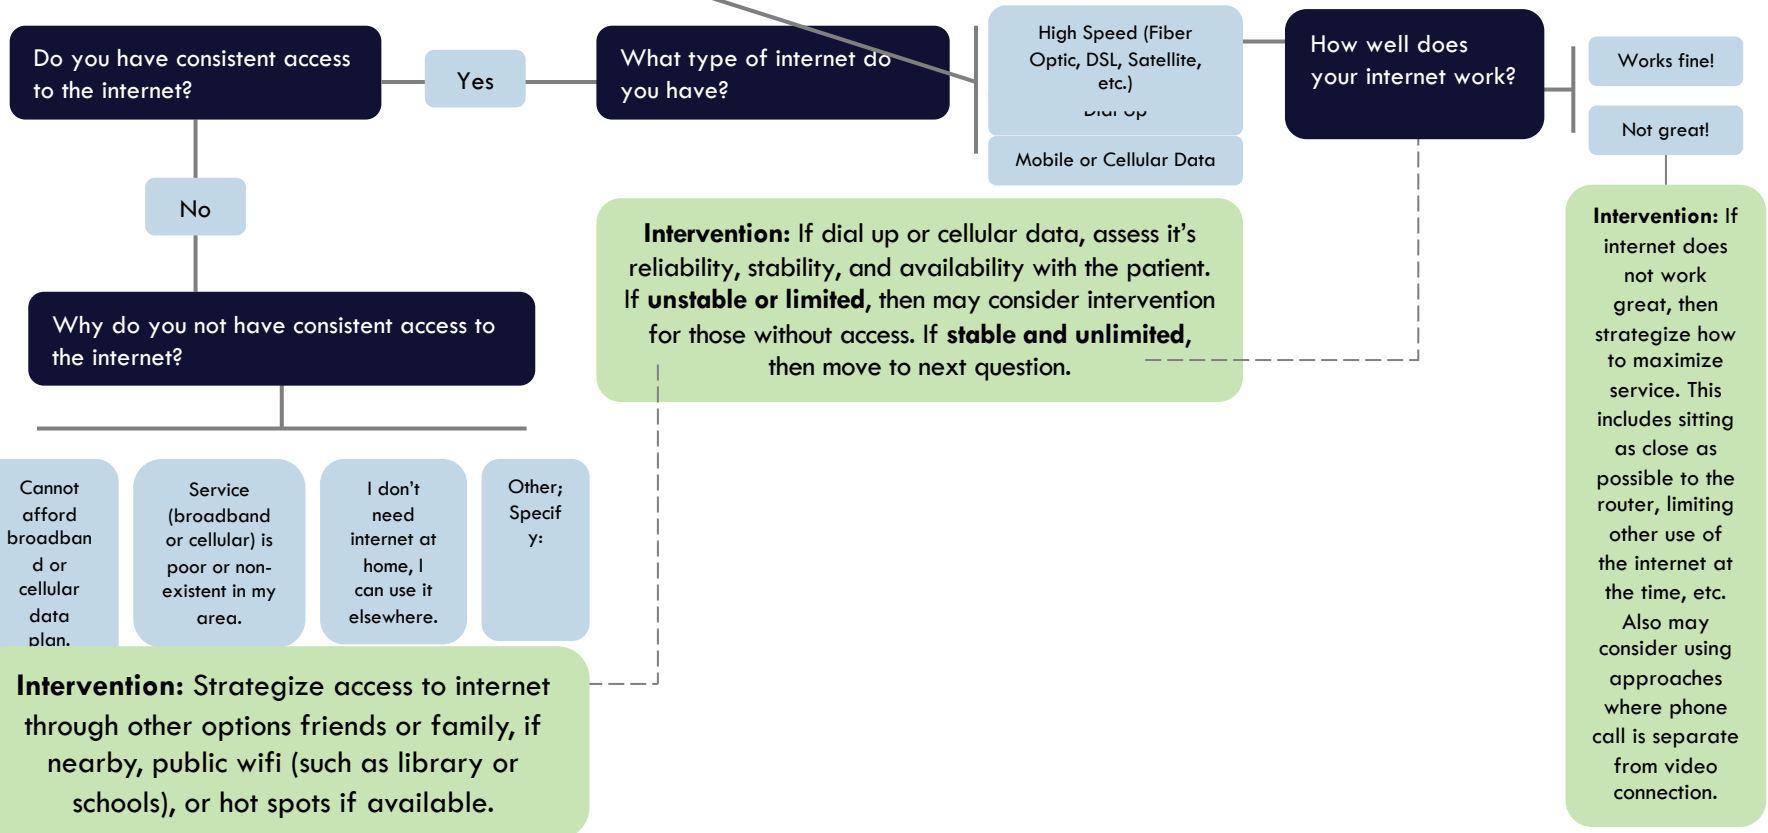 Do you have consistent access
to the internet?
Yes
What type of internet do
you have?
High Speed (Fiber
Optic, DSL, Satellite,
etc.)
Dial Up
Mobile or Cellular Data
How well does
your internet work?
Works fine!
Not great!
No
Why do you not have consistent access to
the internet?
Cannot
afford
broadban
d or
cellular
data
plan.
Service
(broadband
or cellular) is
poor or non-
existent in my
area.
I don't
need
internet at
home, I
can use it
elsewhere.
Other;
Specif
y:
Intervention: Strategize access to internet
through other options friends or family, if
nearby, public wifi (such as library or
schools), or hot spots if available.
Intervention: If dial up or cellular data, assess it's
reliability, stability, and availability with the patient.
If unstable or limited, then may consider intervention
for those without access. If stable and unlimited,
then move to next question.
Intervention: If
internet does
not work
great, then
strategize how
to maximize
service. This
includes sitting
as close as
possible to the
router, limiting
other use of
the internet at
the time, etc.
Also may
consider using
approaches
where phone
call is separate
from video
connection.